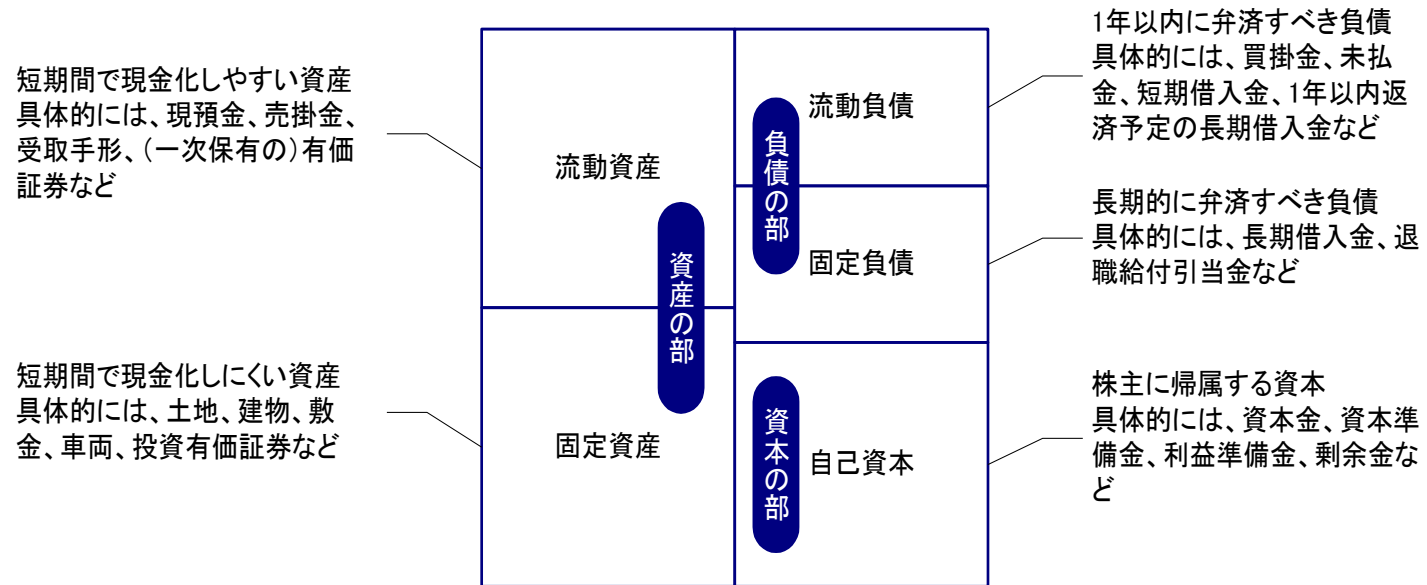 短期間で現金化しやすい資産
具体的には、現預金、売掛金、
受取手形、(一次保有の)有価
証券など
短期間で現金化しにくい資産
具体的には、土地、建物、敷
金、車両、投資有価証券など
流動資産
資産の部
固定資産
流動負債
負債の部
固定負債
資本の部
自己資本
1年以内に弁済すべき負債
具体的には、買掛金、未払
金、短期借入金、1年以内返
済予定の長期借入金など
長期的に弁済すべき負債
具体的には、長期借入金、退
職給付引当金など
株主に帰属する資本
具体的には、資本金、資本準
備金、利益準備金、剰余金な
ど